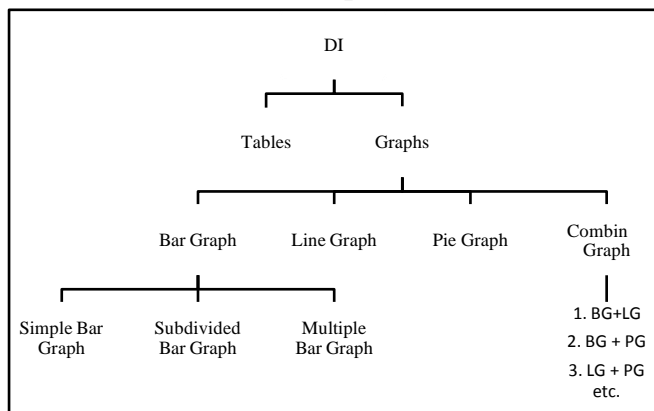 DI
Tables Graphs
Bar Graph Line Graph Pie Graph Combin
Graph
Simple Bar
Graph
Subdivided
Bar Graph
Multiple
Bar Graph
1. BG+LG
2. BG + PG
3. LG + PG
etc.